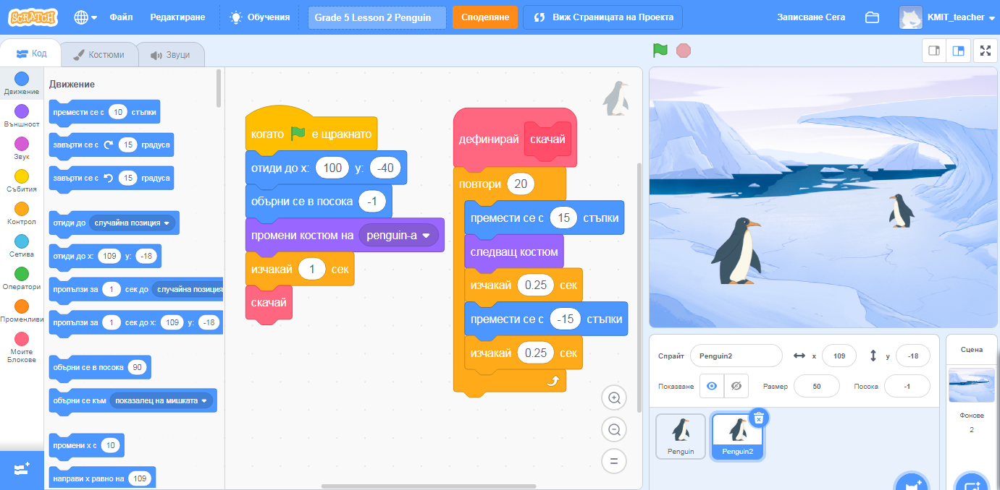 SCRATCH Файл Редактиране Обучения Grade 5 Lesson 2 Penguin Споделяне Виж Страницата на Проекта Записване Сега KMIT_teacher
Код Костюми Звуци
Движение
Външност
Звук
Събития
Контрол
Сетива
Оператори
Променливи
Моите
Блокове
Движение
премести се с 10 стъпки
завърти се с 15 градуса
завърти се с 15 градуса
отиди до случайна позиция
отиди до x: 109 y: -18
пропълзи за 1 сек до случайна позиция
пропълзи за 1 сек до x: 109 y: -18
обърни се в посока 90
обърни се към показалец на мишката
промени x с 10
направи x равно на 109
когато е щракнато
отиди до x: 100 y: -40
обърни се в посока -1
промени костюм на penguin-a
изчакай 1 сек
скачай
дефинирай скачай
повтори 20
премести се с 15 стъпки
следващ костюм
изчакай 0.25 сек
премести се с -15 стъпки
изчакай 0.25 сек
Спрайт Penguin2 x 109 y -18
Показване Размер 50 Посока -1
Penguin
Penguin2
Сцена
Фонове
2